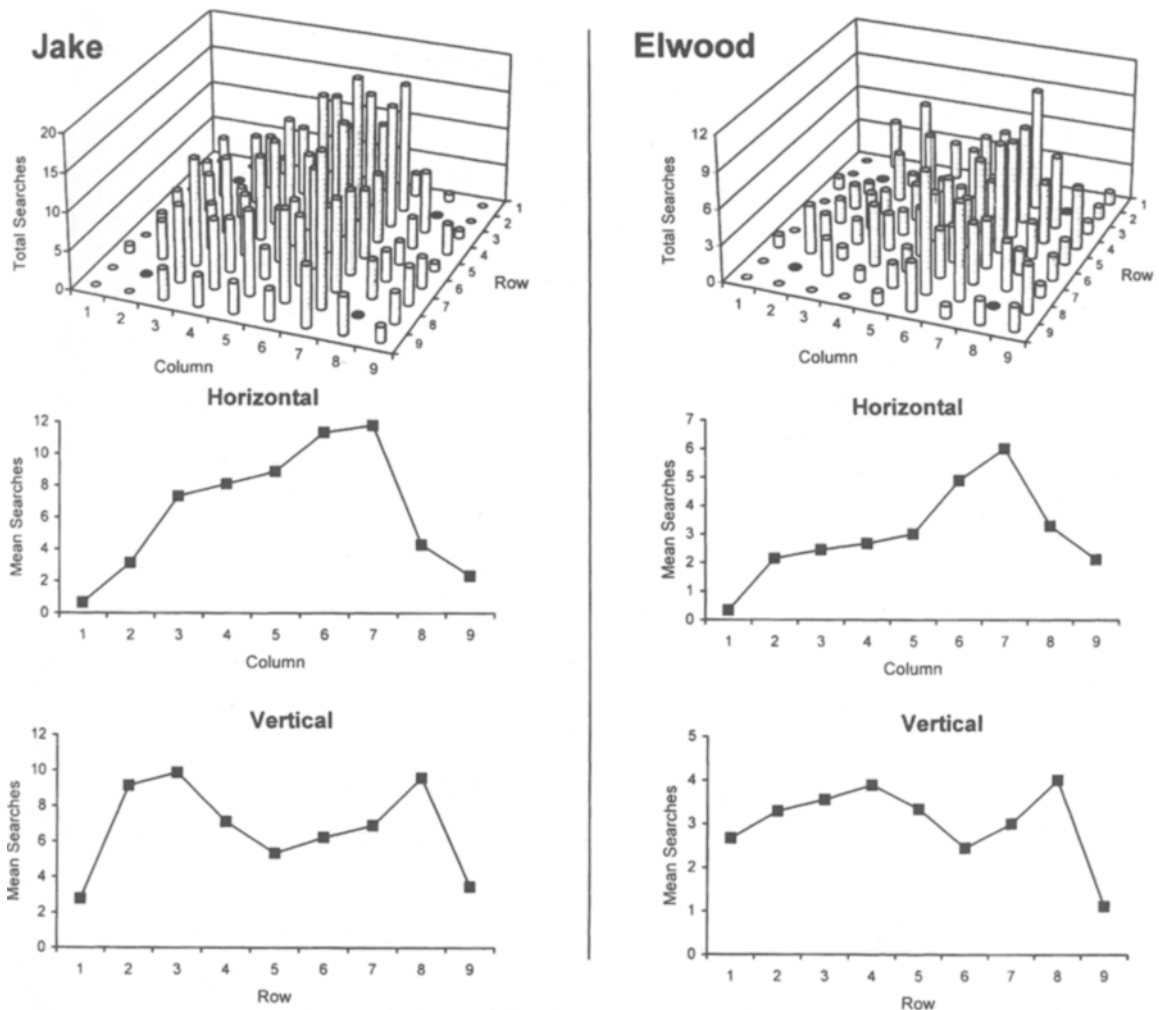 Jake
Total Searches
20
15
10
5
0
1 2 3 4 5 6 7 8 9
Column
1 2 3 4 5 6 7 8 9
Row
Horizontal
Mean Searches
12
10
8
6
4
2
0
1 2 3 4 5 6 7 8 9
Column
Vertical
Mean Searches
12
10
8
6
4
2
0
1 2 3 4 5 6 7 8 9
Row
Elwood
Total Searches
12
9
6
3
0
1 2 3 4 5 6 7 8 9
Column
1 2 3 4 5 6 7 8 9
Row
Horizontal
Mean Searches
7
6
5
4
3
2
1
0
1 2 3 4 5 6 7 8 9
Column
Vertical
Mean Searches
5
4
3
2
1
0
1 2 3 4 5 6 7 8 9
Row